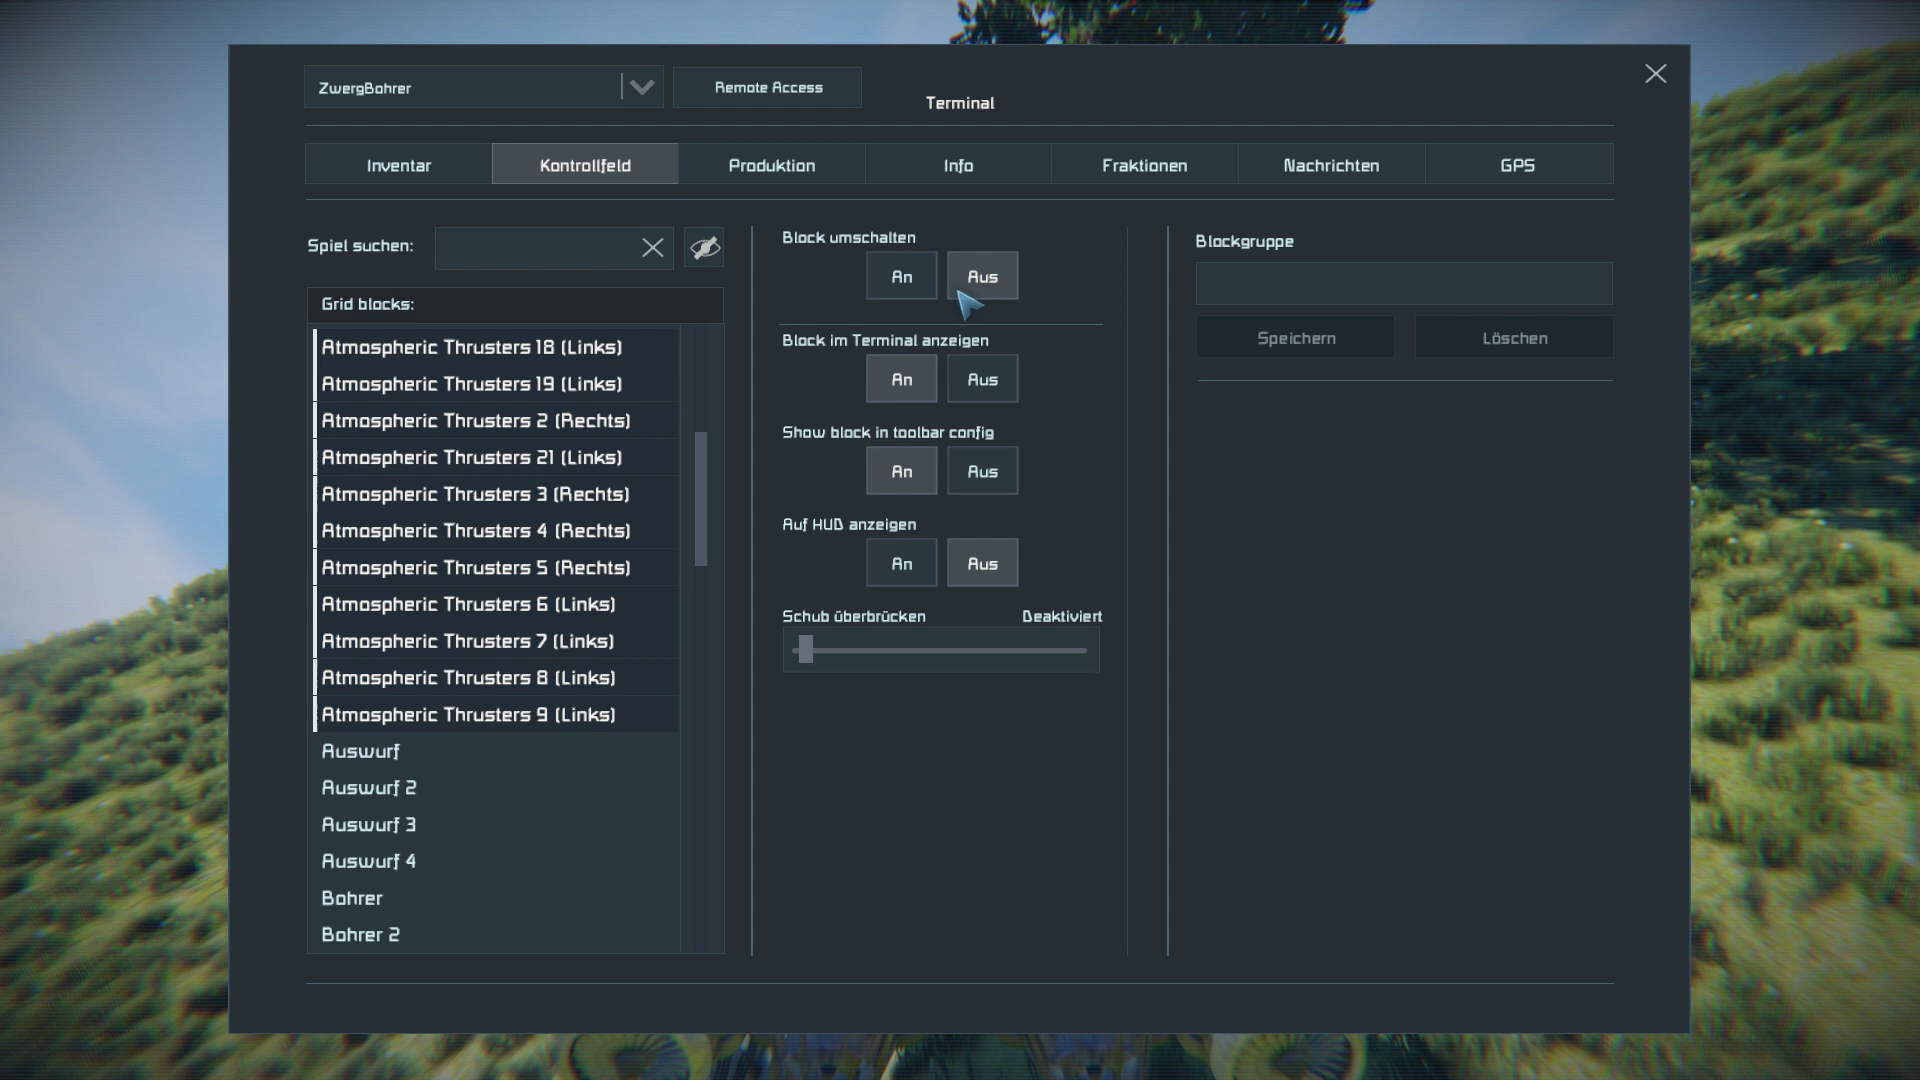 ZwergBohrer
Remote Access
Terminal
Inventar
Kontrollfeld
Produktion
Info
Fraktionen
Nachrichten
GPS
Spiel suchen:
Grid blocks:
Atmospheric Thrusters 18 (Links)
Atmospheric Thrusters 19 (Links)
Atmospheric Thrusters 2 (Rechts)
Atmospheric Thrusters 21 (Links)
Atmospheric Thrusters 3 (Rechts)
Atmospheric Thrusters 4 (Rechts)
Atmospheric Thrusters 5 (Rechts)
Atmospheric Thrusters 6 (Links)
Atmospheric Thrusters 7 (Links)
Atmospheric Thrusters 8 (Links)
Atmospheric Thrusters 9 (Links)
Auswurf
Auswurf 2
Auswurf 3
Auswurf 4
Bohrer
Bohrer 2
Block umschalten
An Aus
Block im Terminal anzeigen
An Aus
Show block in toolbar config
An Aus
Auf HUD anzeigen
An Aus
Schub überbrücken Deaktiviert
Blockgruppe
Speichern Löschen